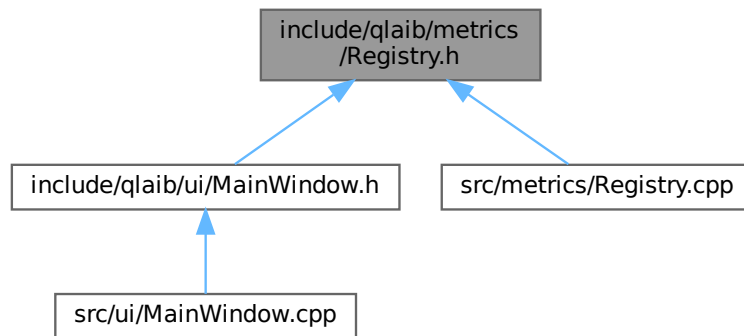 include/qlaib/metrics
/Registry.h
include/qlaib/ui/MainWindow.h
src/metrics/Registry.cpp
src/ui/MainWindow.cpp